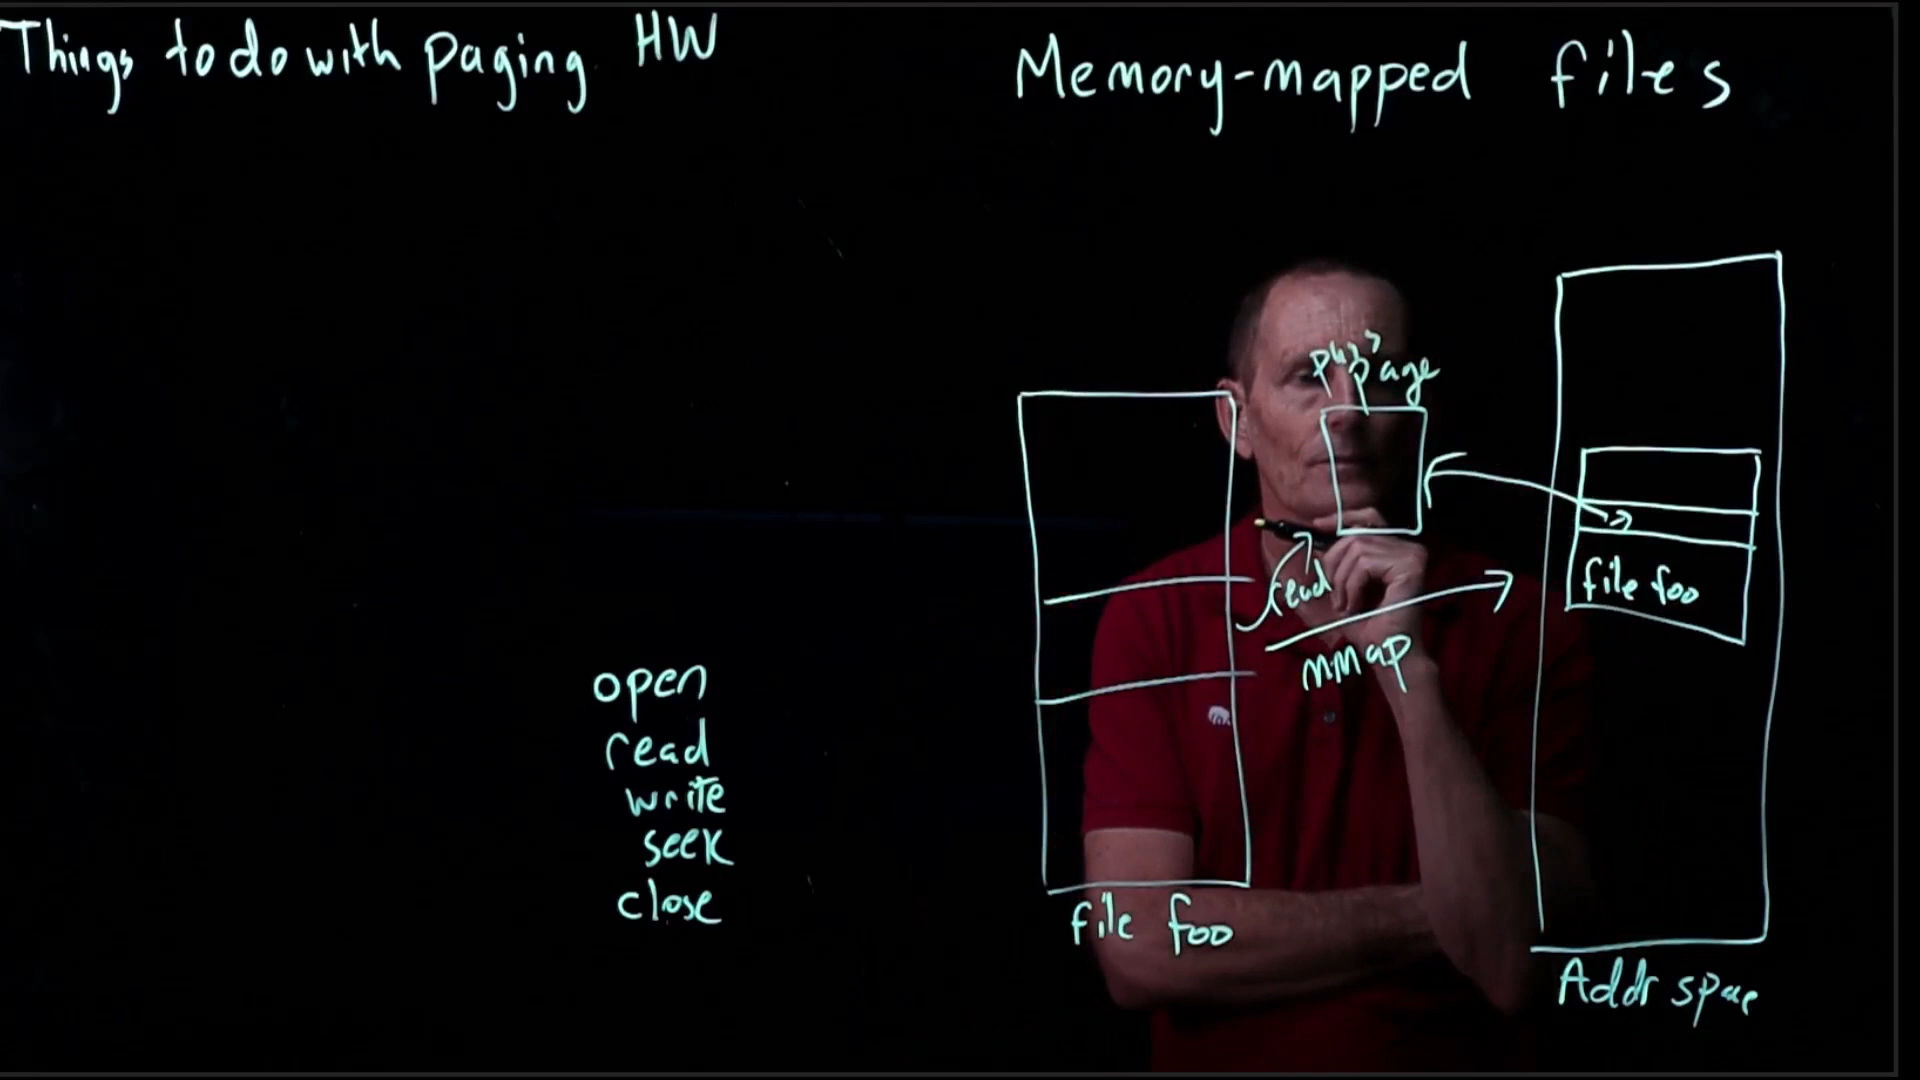 Things to do with paging HW
Memory-mapped files
phys page
read
mmap
file foo
open
read
write
seek
close
file foo
Addr space